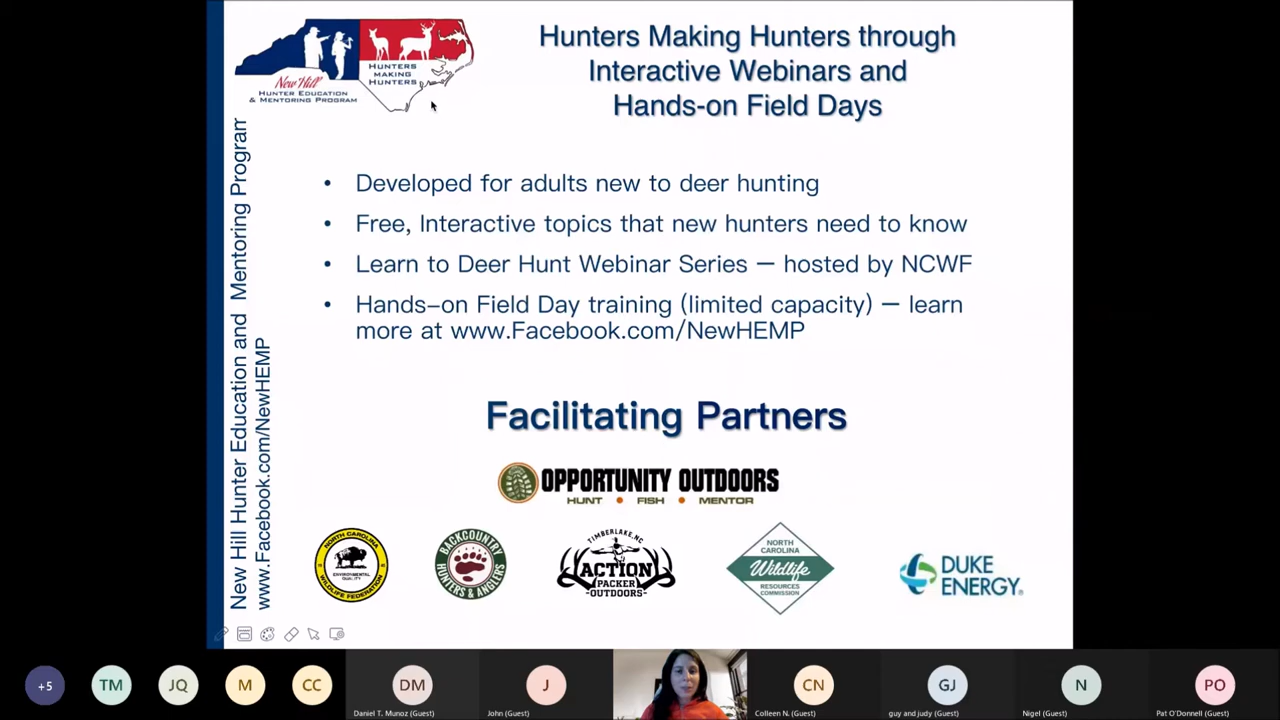 New Hill
HUNTER EDUCATION
& MENTORING PROGRAM
HUNTERS
MAKING
HUNTERS
Hunters Making Hunters through
Interactive Webinars and
Hands-on Field Days
New Hill Hunter Education and Mentoring Program
www.Facebook.com/NewHEMP
• Developed for adults new to deer hunting
• Free, Interactive topics that new hunters need to know
• Learn to Deer Hunt Webinar Series – hosted by NCWF
• Hands-on Field Day training (limited capacity) – learn
more at www.Facebook.com/NewHEMP
Facilitating Partners
OPPORTUNITY OUTDOORS
HUNT • FISH • MENTOR
NORTH CAROLINA
ENVIRONMENTAL
QUALITY
WILDLIFE FEDERATION
BACKCOUNTRY
HUNTERS & ANGLERS
TIMBERLAKE, NC
ACTION
PACKER
OUTDOORS
NORTH
CAROLINA
Wildlife
RESOURCES
COMMISSION
DUKE
ENERGY®
+5
TM
JQ
M
CC
DM
Daniel T. Munoz (Guest)
J
John (Guest)
CN
Colleen N. (Guest)
GJ
guy and judy (Guest)
N
Nigel (Guest)
PO
Pat O'Donnell (Guest)